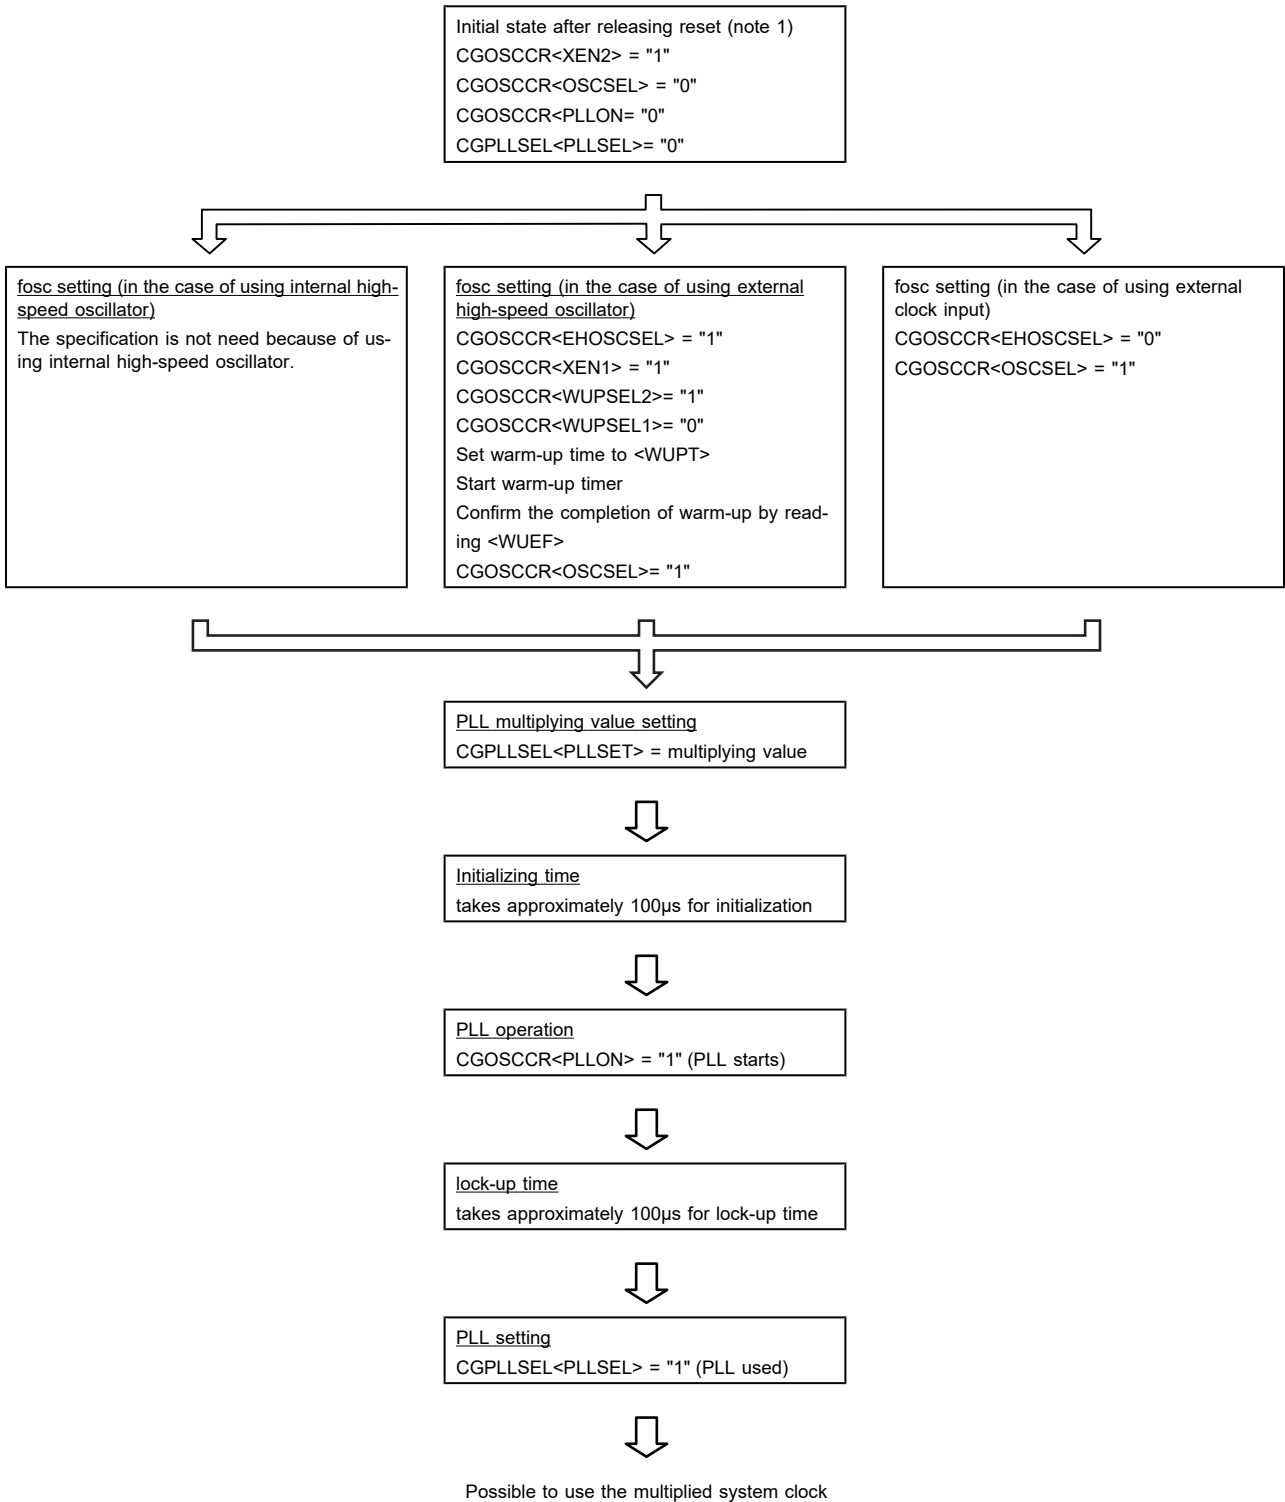 Initial state after releasing reset (note 1)
CGOSCCR<XEN2> = "1"
CGOSCCR<OSCSEL> = "0"
CGOSCCR<PLLON= "0"
CGPLLSEL<PLLSEL>= "0"
fosc setting (in the case of using internal high-
speed oscillator)
The specification is not need because of us-
ing internal high-speed oscillator.
fosc setting (in the case of using external
high-speed oscillator)
CGOSCCR<EHOSCSEL> = "1"
CGOSCCR<XEN1> = "1"
CGOSCCR<WUPSEL2>= "1"
CGOSCCR<WUPSEL1>= "0"
Set warm-up time to <WUPT>
Start warm-up timer
Confirm the completion of warm-up by read-
ing <WUEF>
CGOSCCR<OSCSEL>= "1"
fosc setting (in the case of using external
clock input)
CGOSCCR<EHOSCSEL> = "0"
CGOSCCR<OSCSEL> = "1"
PLL multiplying value setting
CGPLLSEL<PLLSET> = multiplying value
Initializing time
takes approximately 100μs for initialization
PLL operation
CGOSCCR<PLLON> = "1" (PLL starts)
lock-up time
takes approximately 100μs for lock-up time
PLL setting
CGPLLSEL<PLLSEL> = "1" (PLL used)
Possible to use the multiplied system clock